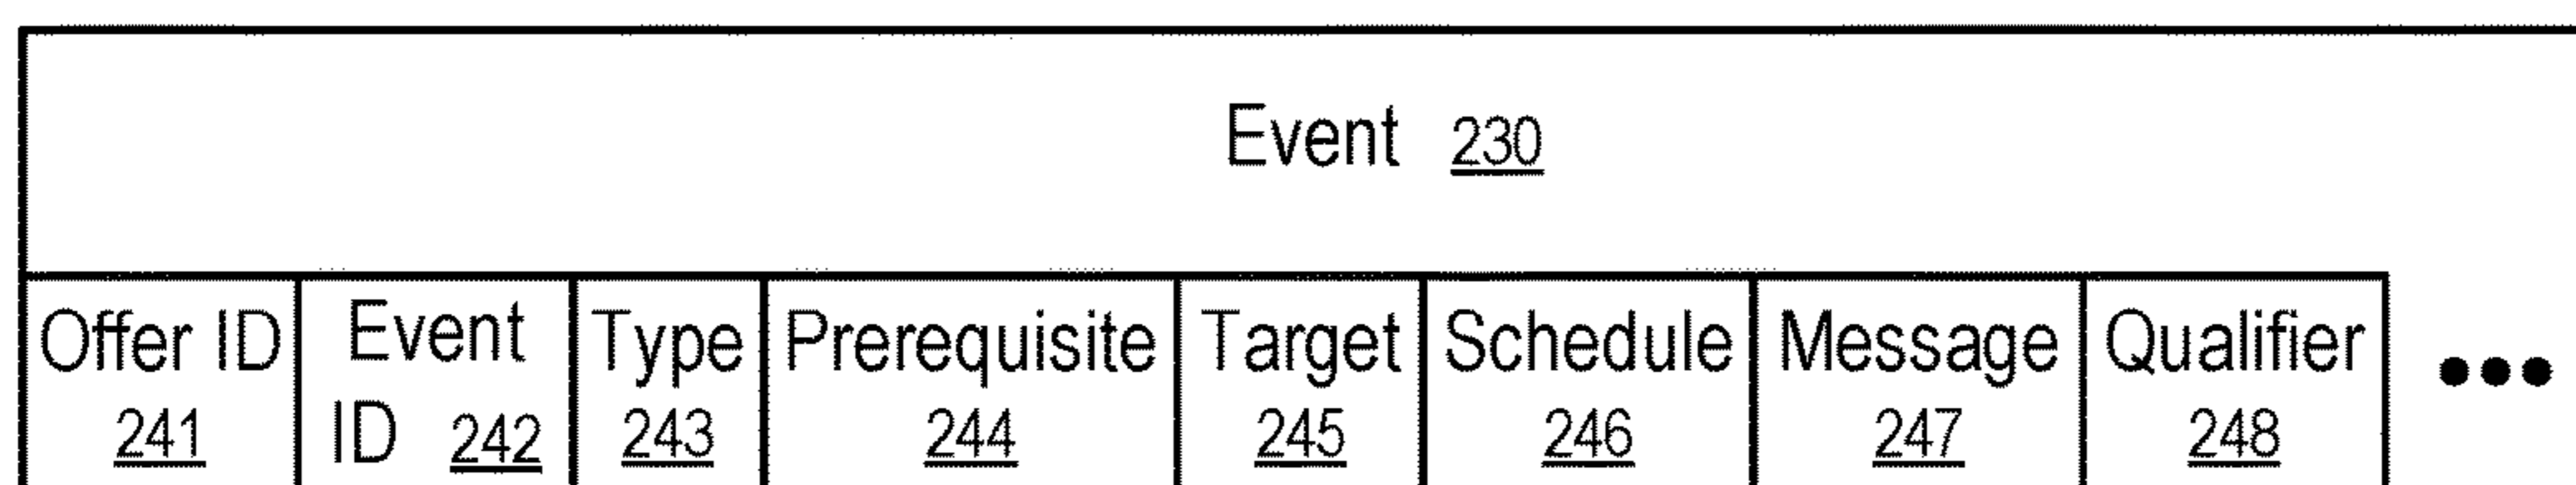 Event 230
Offer ID Event Type Prerequisite Target Schedule Message Qualifier •••
241 ID 242 243 244 245 246 247 248